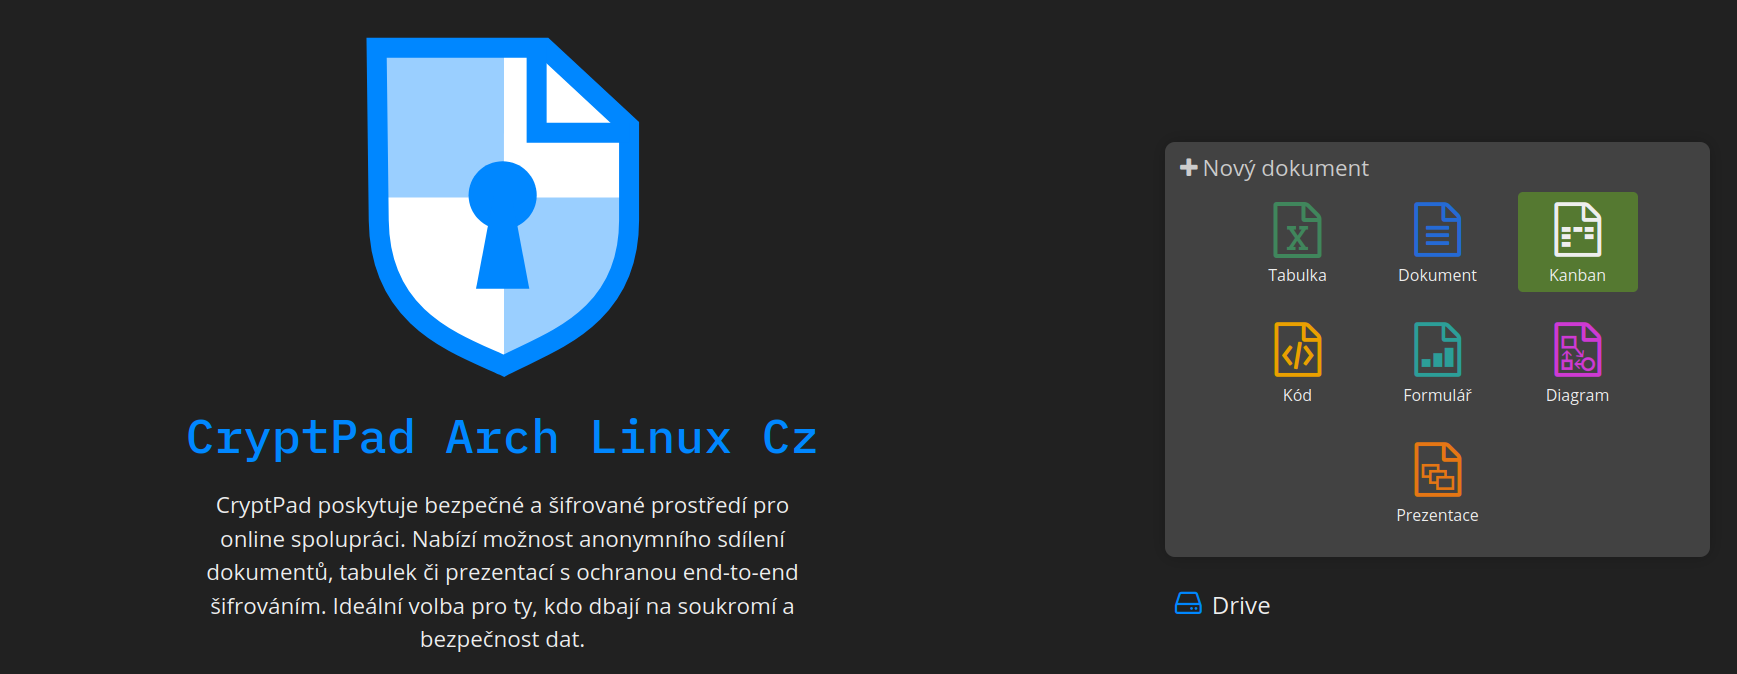 CryptPad Arch Linux Cz
CryptPad poskytuje bezpečné a šifrované prostředí pro
online spolupráci. Nabízí možnost anonymního sdílení
dokumentů, tabulek či prezentací s ochranou end-to-end
šifrováním. Ideální volba pro ty, kdo dbají na soukromí a
bezpečnost dat.
Nový dokument
Tabulka
Dokument
Kanban
Kód
Formulář
Diagram
Prezentace
Drive